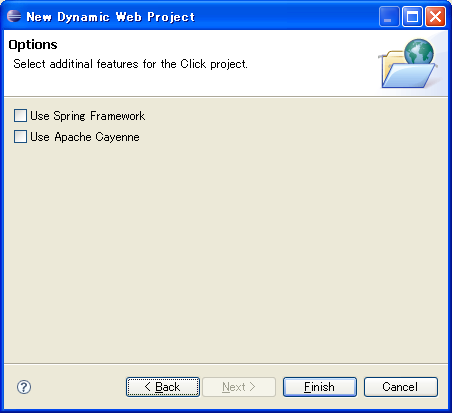 New Dynamic Web Project
Options
Select additinal features for the Click project.
Use Spring Framework
Use Apache Cayenne
?
< Back
Next >
Finish
Cancel